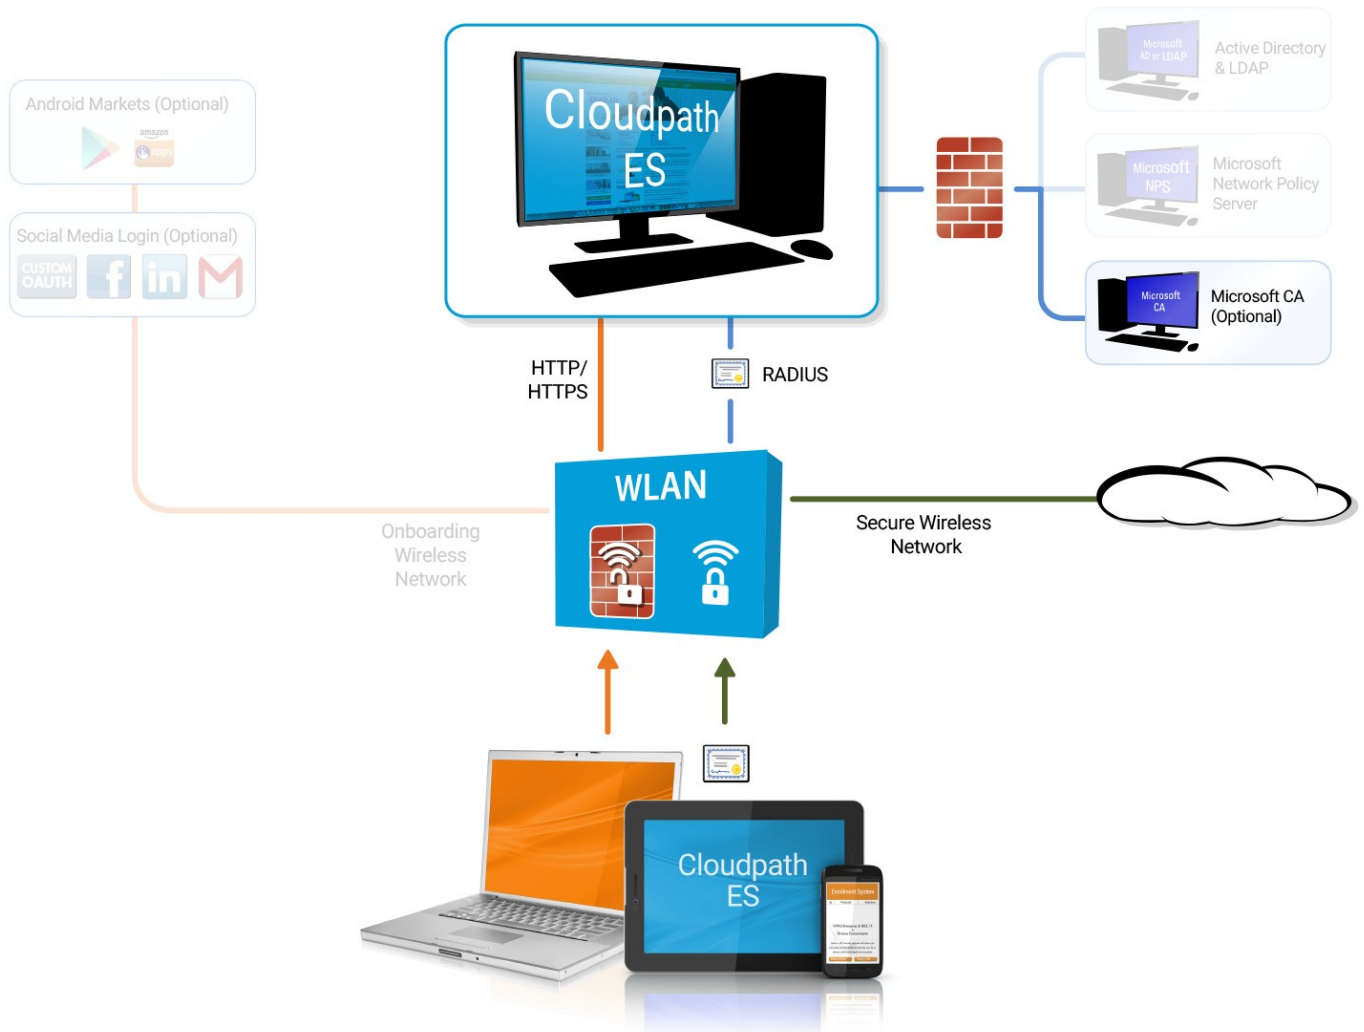 Android Markets (Optional)
amazon
apps
Social Media Login (Optional)
CUSTOM
OAUTH
f
in
Cloudpath
ES
Microsoft
AD or LDAP
Active Directory
& LDAP
Microsoft
NPS
Microsoft
Network Policy
Server
Microsoft
CA
Microsoft CA
(Optional)
HTTP/
HTTPS
RADIUS
WLAN
Onboarding
Wireless
Network
Secure Wireless
Network
Cloudpath
ES
Enrollment System